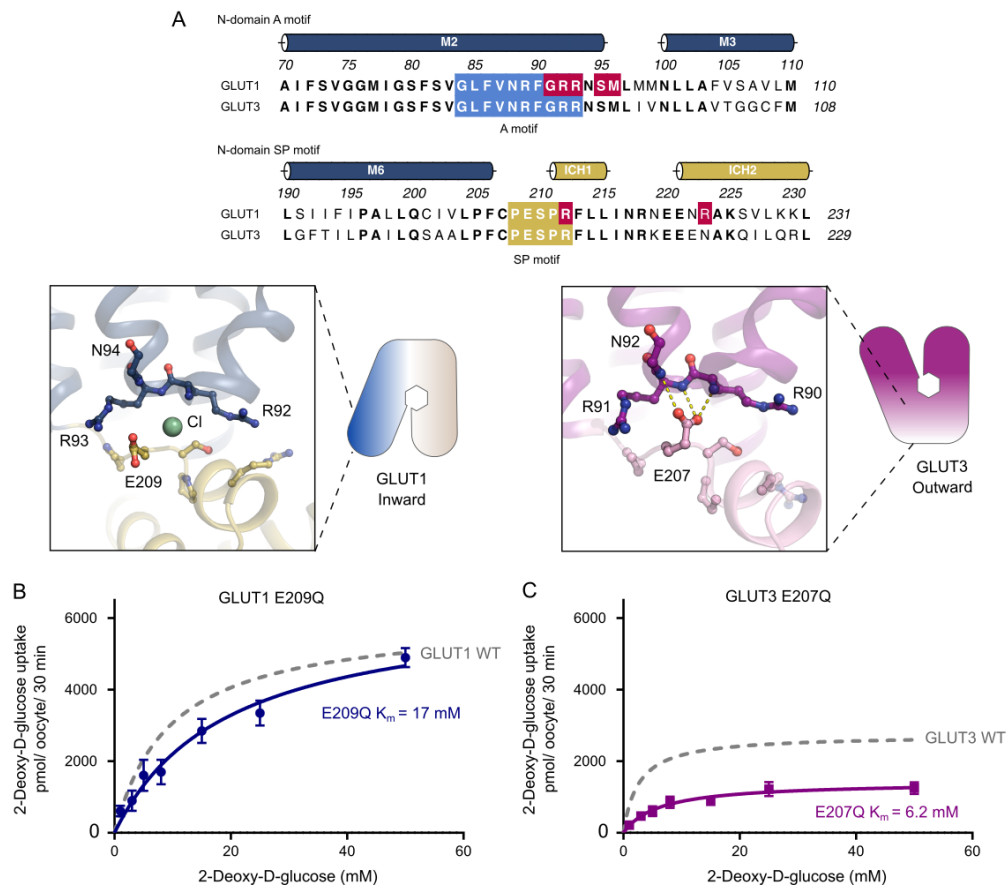 A
N-domain A motif
M2 M3
70 75 80 85 90 95 100 105 110
GLUT1 AIFSVGGMIGSFSVGLFVNRFGRRNSMLMMNLLAFVSAVLM 110
GLUT3 AIFSVGGMIGSFSVGLFVNRFGRRNSMLIVNLLAVTGGCFM 108
A motif
N-domain SP motif
M6 ICH1 ICH2
190 195 200 205 210 215 220 225 230
GLUT1 LSIIFIPALLQCIVLPFCPESPRFLLINRNEENRAKSVLKKL 231
GLUT3 LGFTILPAILQSAALPFCPESPRFLLINRKEEENAKQILQRL 229
SP motif
N94
Cl
R92
R93
E209
GLUT1
Inward
N92
R91
R90
E207
GLUT3
Outward
B
GLUT1 E209Q
2-Deoxy-D-glucose uptake
pmol/ oocyte/ 30 min
6000
4000
2000
0
GLUT1 WT
E209Q Km = 17 mM
0 20 40 60
2-Deoxy-D-glucose (mM)
C
GLUT3 E207Q
2-Deoxy-D-glucose uptake
pmol/ oocyte/ 30 min
6000
4000
2000
0
GLUT3 WT
E207Q Km = 6.2 mM
0 20 40 60
2-Deoxy-D-glucose (mM)